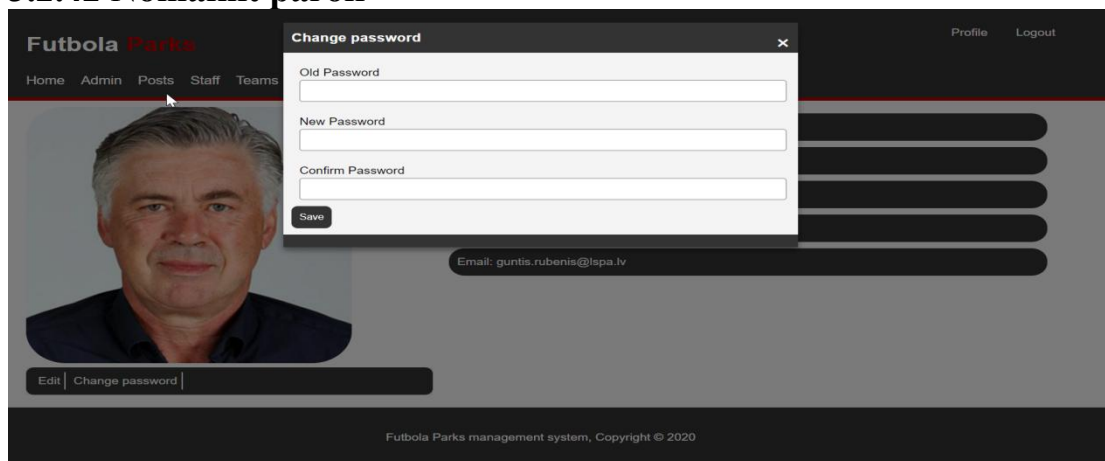 Futbola Parks
Profile Logout
Home Admin Posts Staff Teams
Change password ×
Old Password
New Password
Confirm Password
Save
Email: guntis.rubenis@lspa.lv
Edit Change password
Futbola Parks management system, Copyright © 2020